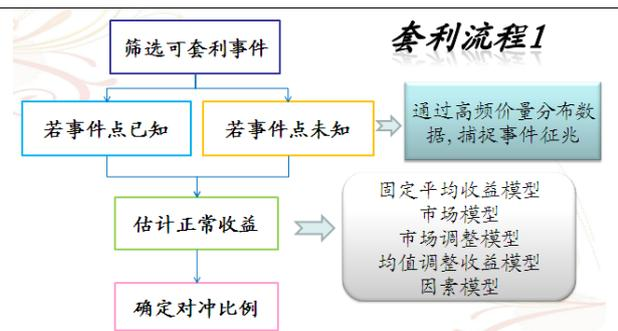 套利流程1
筛选可套利事件
若事件点已知
若事件点未知
通过高频价量分布数
据,捕捉事件征兆
估计正常收益
固定平均收益模型
市场模型
市场调整模型
均值调整收益模型
因素模型
确定对冲比例